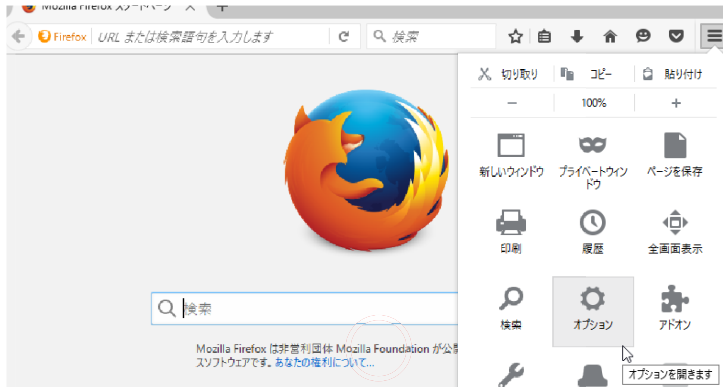 Mozilla Firefox スタートページ
Firefox URL または検索語句を入力します 検索
切り取り コピー 貼り付け
100%
新しいウィンドウ プライベートウィンドウ ページを保存
印刷 履歴 全画面表示
検索 オプション アドオン
オプションを開きます
検索
Mozilla Firefox は非営利団体 Mozilla Foundation が公
スソフトウェアです。あなたの権利について...